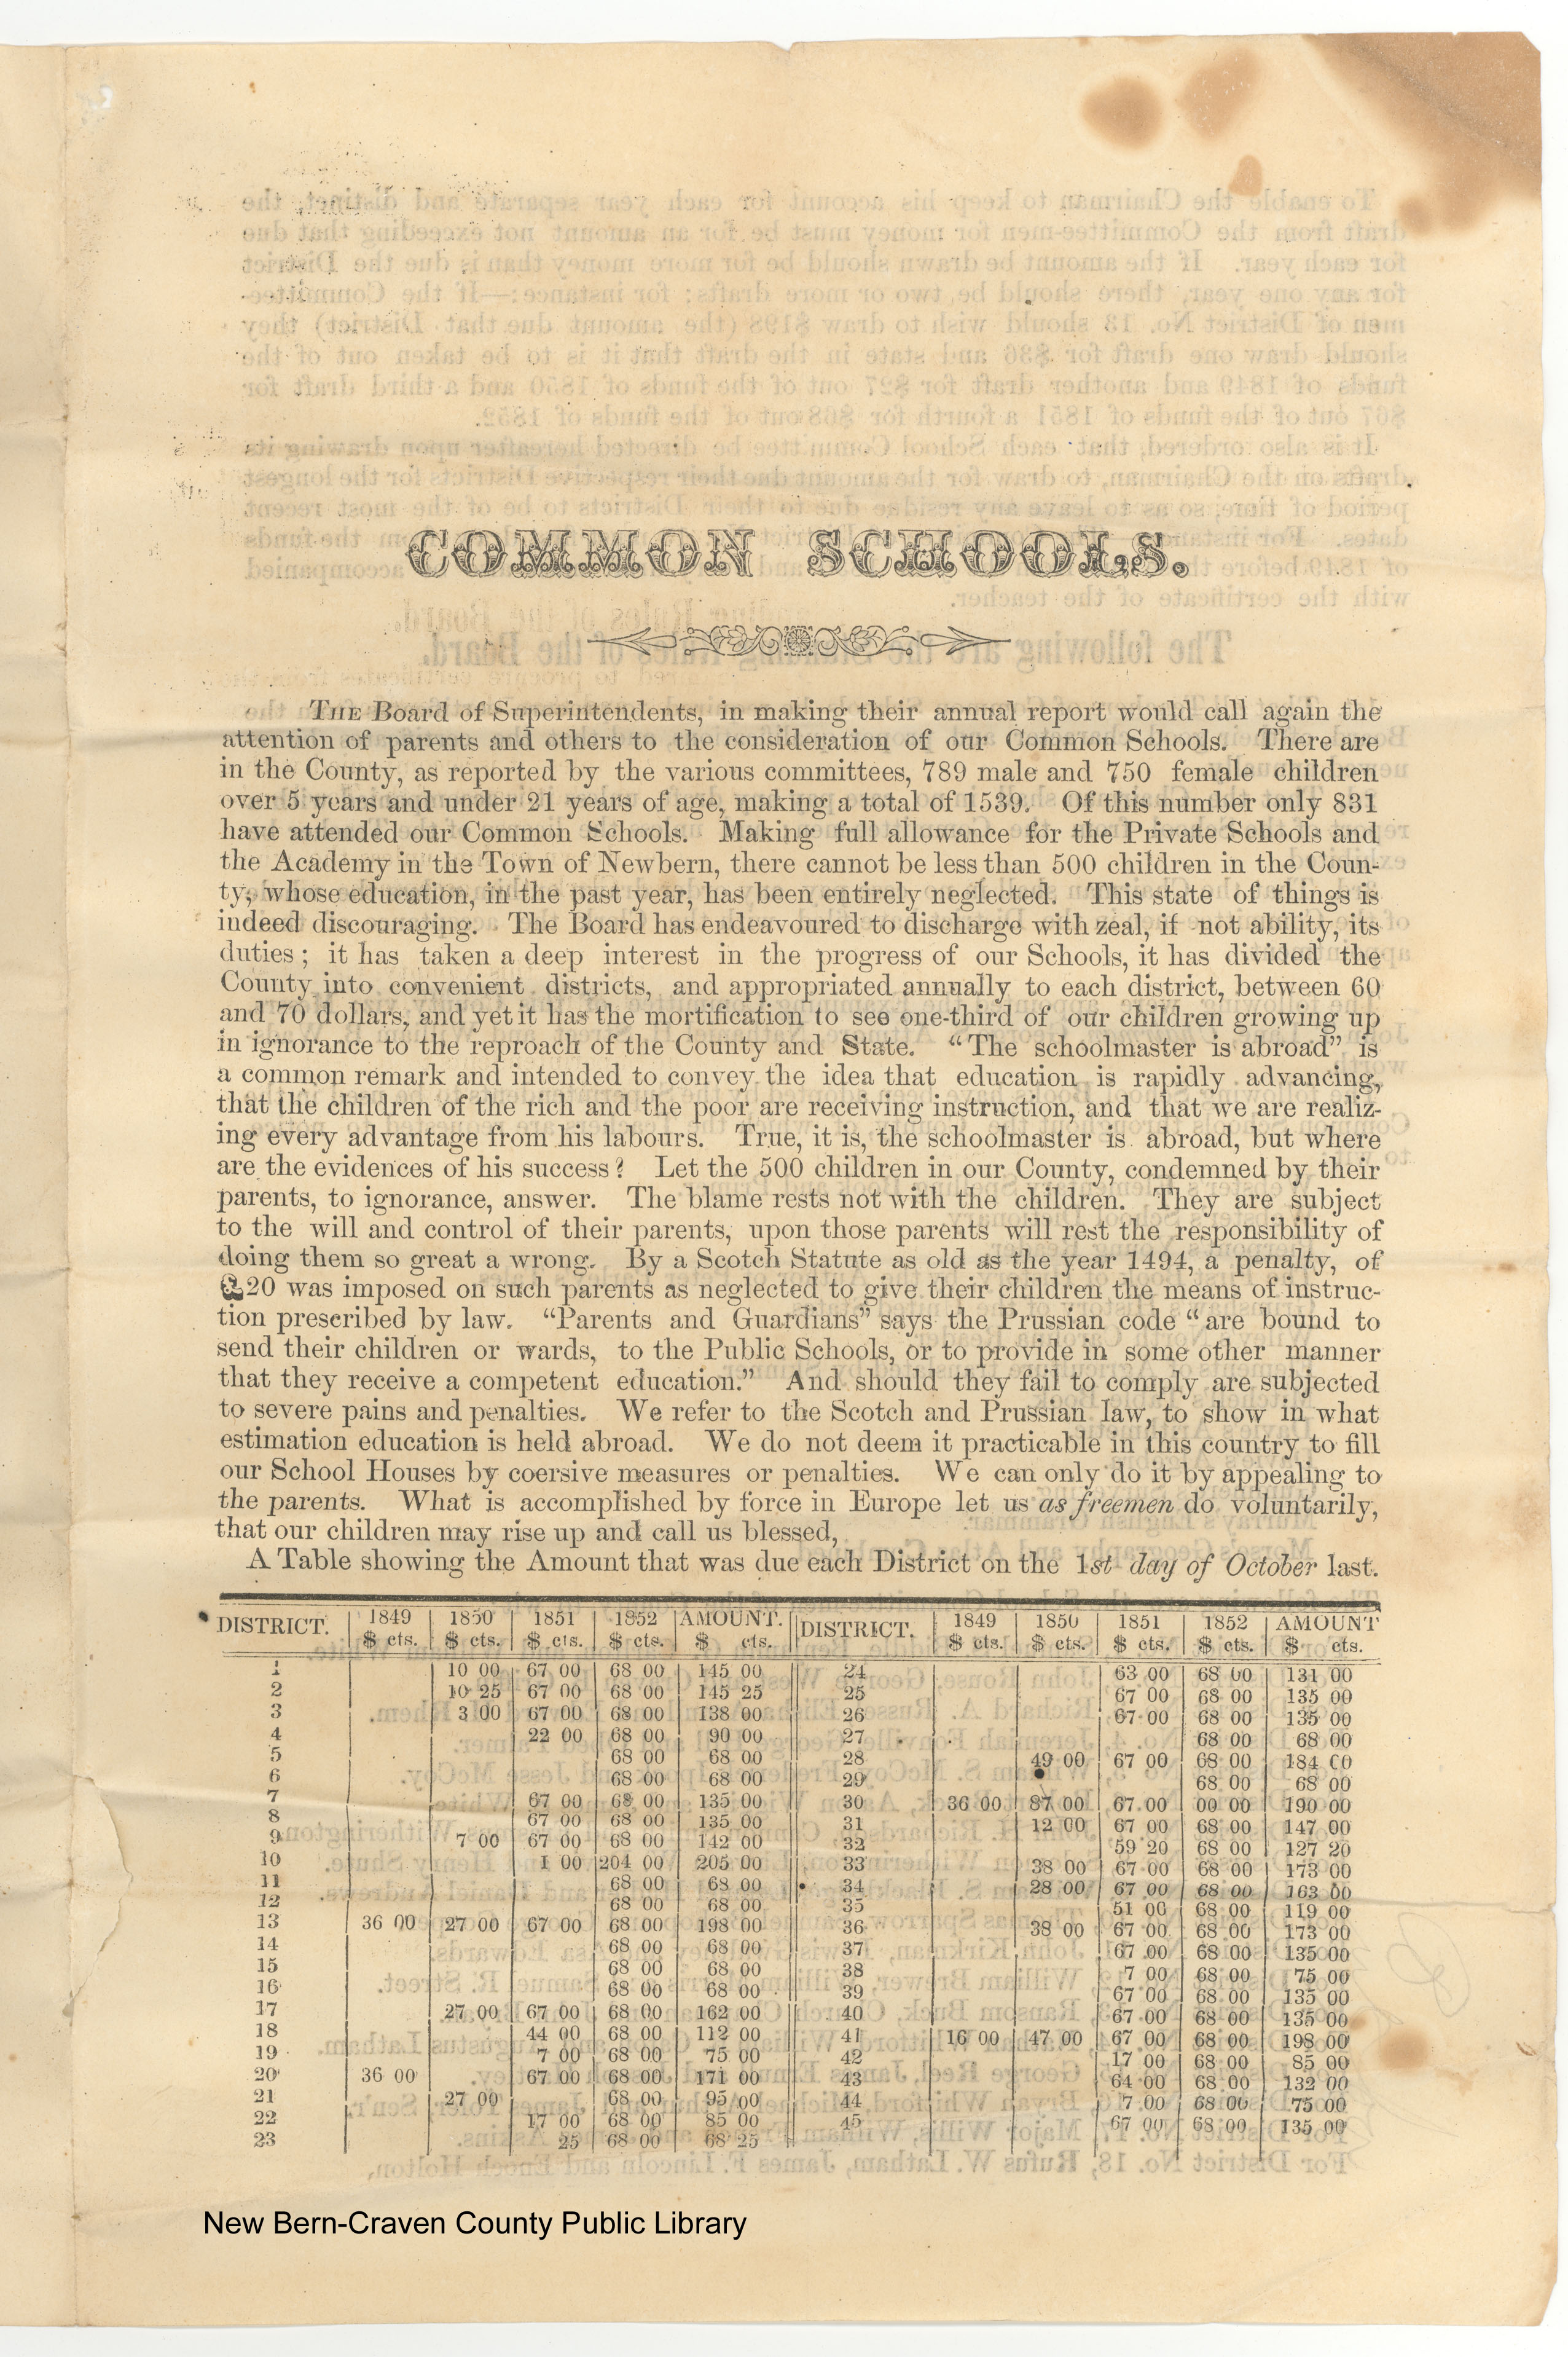 COMMON SCHOOLS.
THE Board of Superintendents, in making their annual report would call again the
attention of parents and others to the consideration of our Common Schools. There are
in the County, as reported by the various committees, 789 male and 750 female children
over 5 years and under 21 years of age, making a total of 1539. Of this number only 831
have attended our Common Schools. Making full allowance for the Private Schools and
the Academy in the Town of Newbern, there cannot be less than 500 children in the Coun-
ty, whose education, in the past year, has been entirely neglected. This state of things is
indeed discouraging. The Board has endeavoured to discharge with zeal, if not ability, its
duties; it has taken a deep interest in the progress of our Schools, it has divided the
County into convenient districts, and appropriated annually to each district, between 60
and 70 dollars, and yet it has the mortification to see one-third of our children growing up
in ignorance to the reproach of the County and State. "The schoolmaster is abroad" is
a common remark and intended to convey the idea that education is rapidly advancing,
that the children of the rich and the poor are receiving instruction, and that we are realiz-
ing every advantage from his labours. True, it is, the schoolmaster is abroad, but where
are the evidences of his success? Let the 500 children in our County, condemned by their
parents, to ignorance, answer. The blame rests not with the children. They are subject
to the will and control of their parents, upon those parents will rest the responsibility of
doing them so great a wrong. By a Scotch Statute as old as the year 1494, a penalty, of
£20 was imposed on such parents as neglected to give their children the means of instruc-
tion prescribed by law. "Parents and Guardians" says the Prussian code "are bound to
send their children or wards, to the Public Schools, or to provide in some other manner
that they receive a competent education." And should they fail to comply are subjected
to severe pains and penalties. We refer to the Scotch and Prussian law, to show in what
estimation education is held abroad. We do not deem it practicable in this country to fill
our School Houses by coersive measures or penalties. We can only do it by appealing to
the parents. What is accomplished by force in Europe let us as freemen do voluntarily,
that our children may rise up and call us blessed,
A Table showing the Amount that was due each District on the 1st day of October last.
DISTRICT. 1849 1850 1851 1852 AMOUNT. DISTRICT. 1849 1850 1851 1852 AMOUNT
$ cts. $ cts. $ cts. $ cts. $ cts. $ cts. $ cts. $ cts. $ cts. $ cts.
1 10 00 67 00 68 00 145 00 24 63 00 68 00 131 00
2 10 25 67 00 68 00 145 25 25 67 00 68 00 135 00
3 3 00 67 00 68 00 138 00 26 67 00 68 00 135 00
4 22 00 68 00 90 00 27 68 00 68 00
5 68 00 68 00 28 49 00 67 00 68 00 184 00
6 68 00 68 00 29 68 00 68 00
7 67 00 68 00 135 00 30 36 00 87 00 67 00 00 00 190 00
8 67 00 68 00 135 00 31 12 00 67 00 68 00 147 00
9 7 00 67 00 68 00 142 00 32 59 20 68 00 127 20
10 1 00 204 00 205 00 33 38 00 67 00 68 00 173 00
11 68 00 68 00 34 28 00 67 00 68 00 163 00
12 68 00 68 00 35 51 00 68 00 119 00
13 36 00 27 00 67 00 68 00 198 00 36 38 00 67 00 68 00 173 00
14 68 00 68 00 37 67 00 68 00 135 00
15 68 00 68 00 38 7 00 68 00 75 00
16 68 00 68 00 39 67 00 68 00 135 00
17 27 00 67 00 68 00 162 00 40 67 00 68 00 135 00
18 44 00 68 00 112 00 41 16 00 47 00 67 00 68 00 198 00
19 7 00 68 00 75 00 42 17 00 68 00 85 00
20 36 00 67 00 68 00 171 00 43 64 00 68 00 132 00
21 27 00 68 00 95 00 44 7 00 68 00 75 00
22 17 00 68 00 85 00 45 67 00 68 00 135 00
23 25 68 00 68 25
New Bern-Craven County Public Library